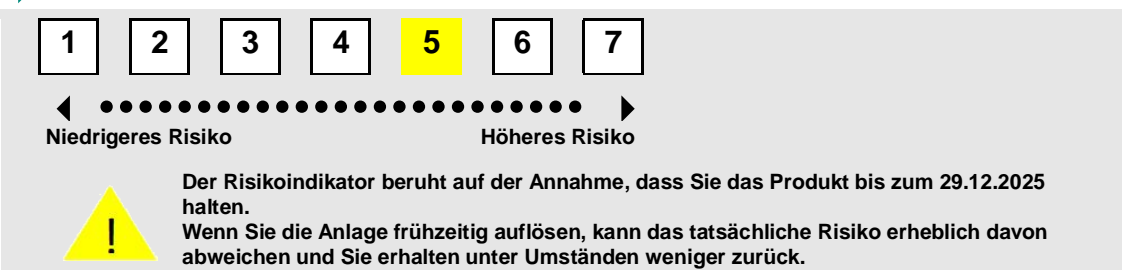 1 2 3 4 5 6 7
Niedrigeres Risiko Höheres Risiko
Der Risikoindikator beruht auf der Annahme, dass Sie das Produkt bis zum 29.12.2025
halten.
Wenn Sie die Anlage frühzeitig auflösen, kann das tatsächliche Risiko erheblich davon
abweichen und Sie erhalten unter Umständen weniger zurück.
!